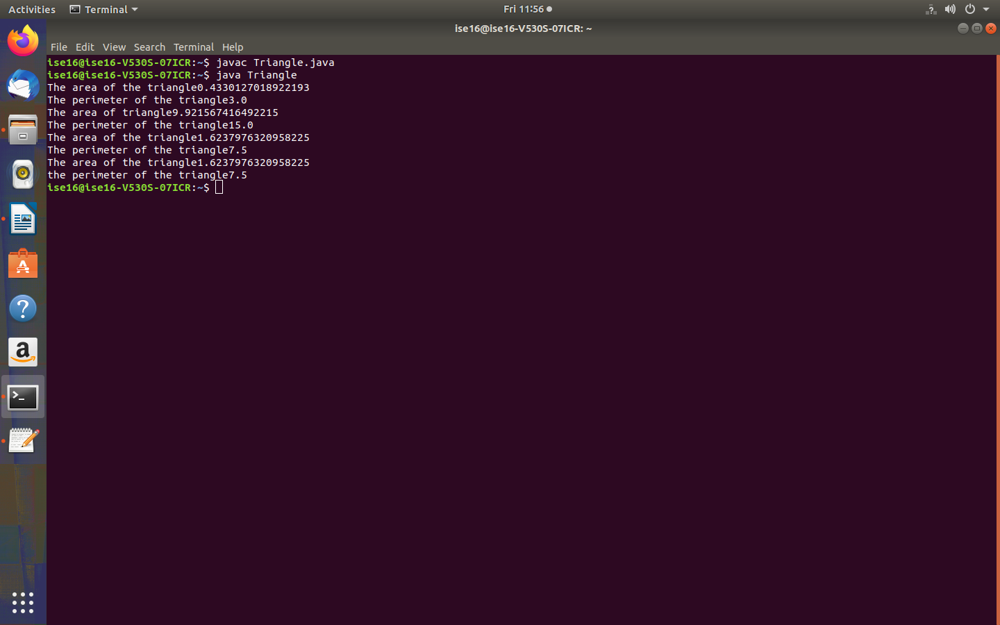 Activities Terminal Fri 11:56
ise16@ise16-V530S-07ICR: ~
File Edit View Search Terminal Help
ise16@ise16-V530S-07ICR:~$ javac Triangle.java
ise16@ise16-V530S-07ICR:~$ java Triangle
The area of the triangle0.4330127018922193
The perimeter of the triangle3.0
The area of triangle9.921567416492215
The perimeter of the triangle15.0
The area of the triangle1.6237976320958225
The perimeter of the triangle7.5
The area of the triangle1.6237976320958225
the perimeter of the triangle7.5
ise16@ise16-V530S-07ICR:~$